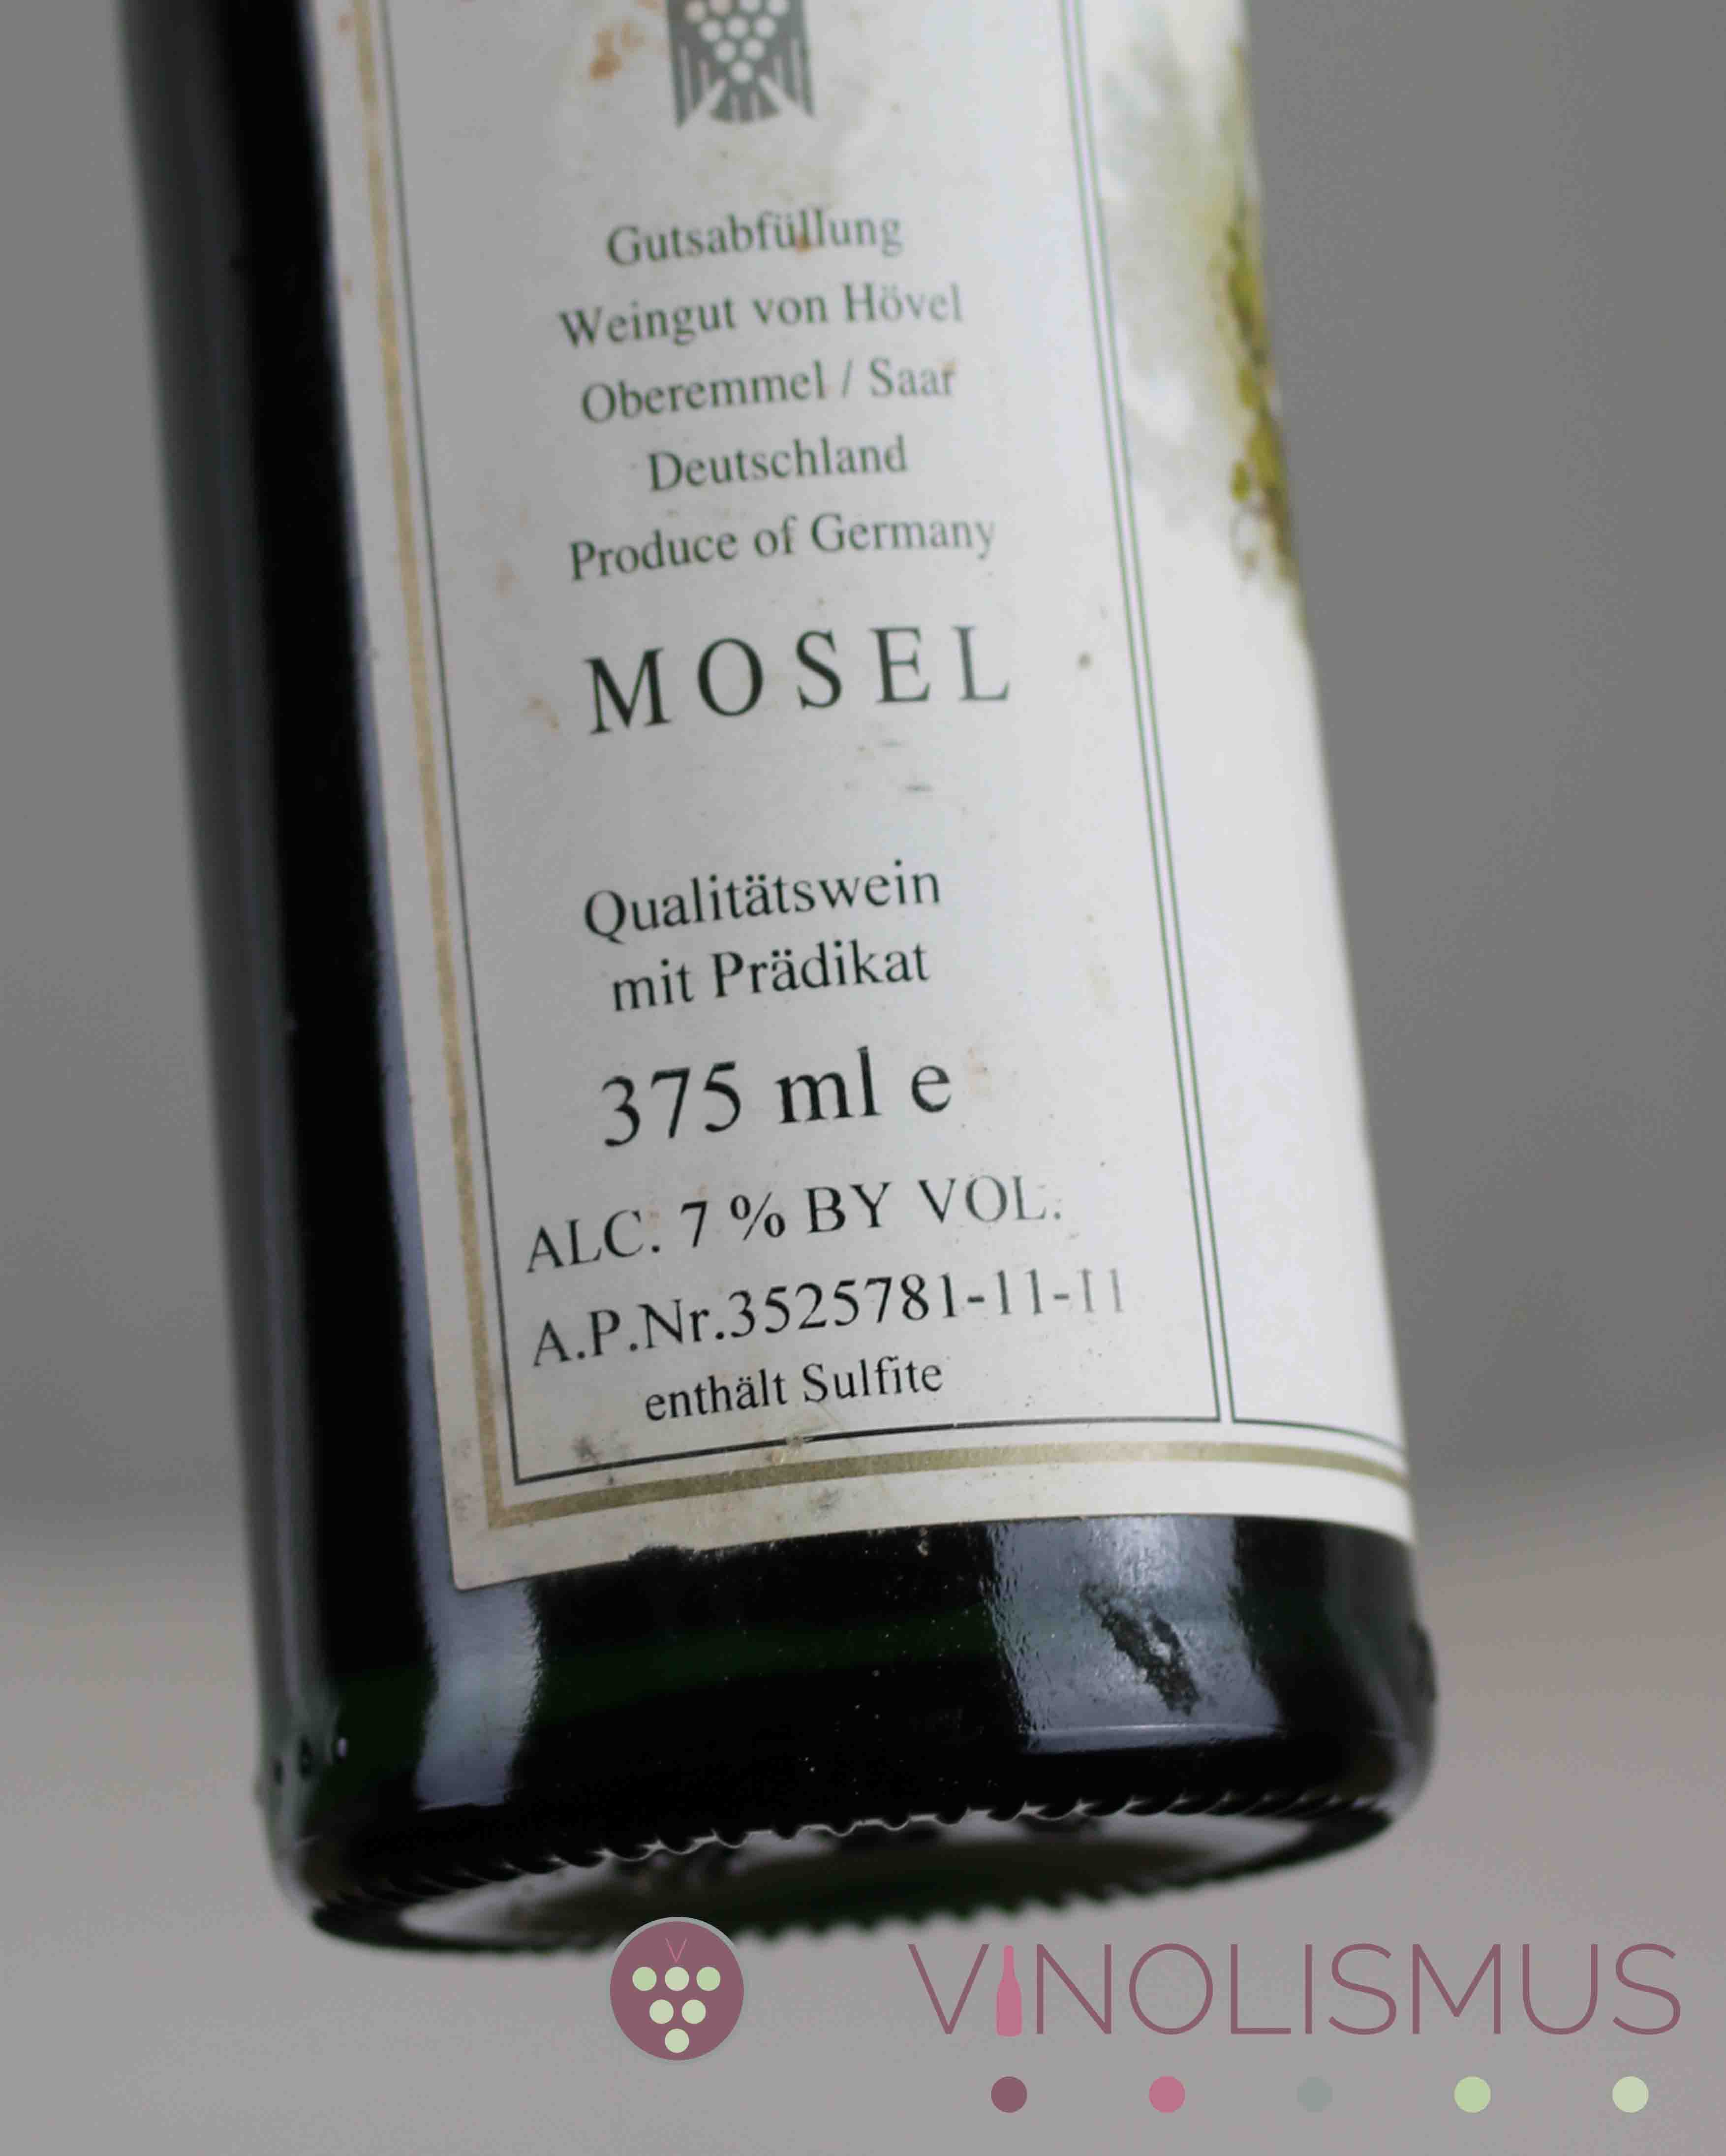 Gutsabfüllung
Weingut von Hövel
Oberemmel / Saar
Deutschland
Produce of Germany
MOSEL
Qualitätswein
mit Prädikat
375 ml e
ALC. 7 % BY VOL.
A.P.Nr.3525781-11-11
enthält Sulfite
VINOLISMUS